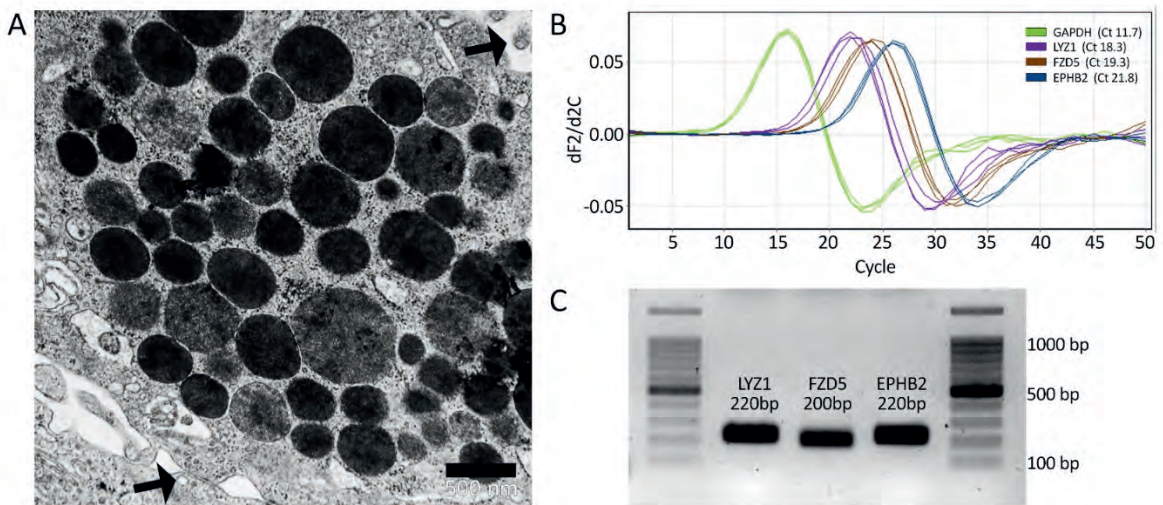 A
500 nm
B
GAPDH (Ct 11.7)
LYZ1 (Ct 18.3)
FZD5 (Ct 19.3)
EPHB2 (Ct 21.8)
dF2/d2C
0.05
0.00
-0.05
5 10 15 20 25 30 35 40 45 50
Cycle
C
LYZ1 FZD5 EPHB2
220bp 200bp 220bp
1000 bp
500 bp
100 bp